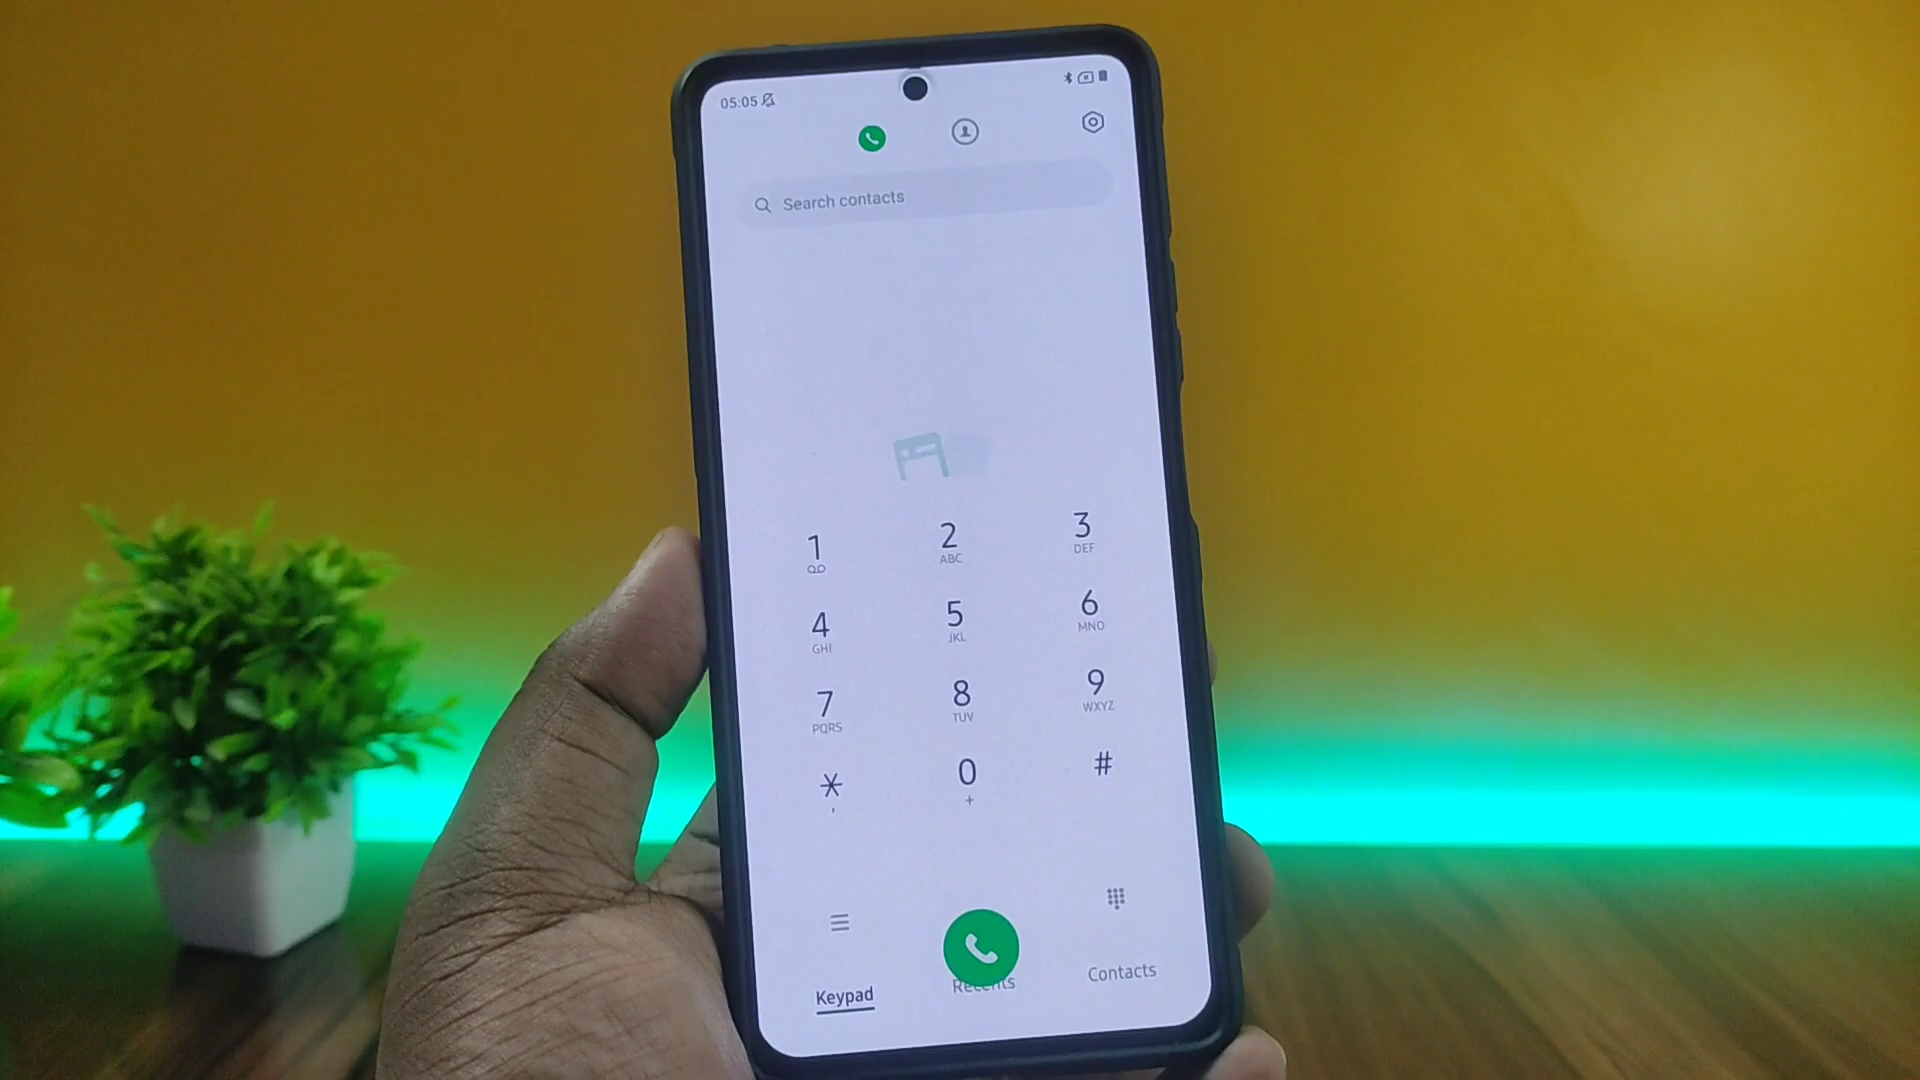 05:05
Search contacts
1 2 3
ABC DEF
4 5 6
GHI JKL MNO
7 8 9
PQRS TUV WXYZ
* 0 #
, +
Keypad Recents Contacts